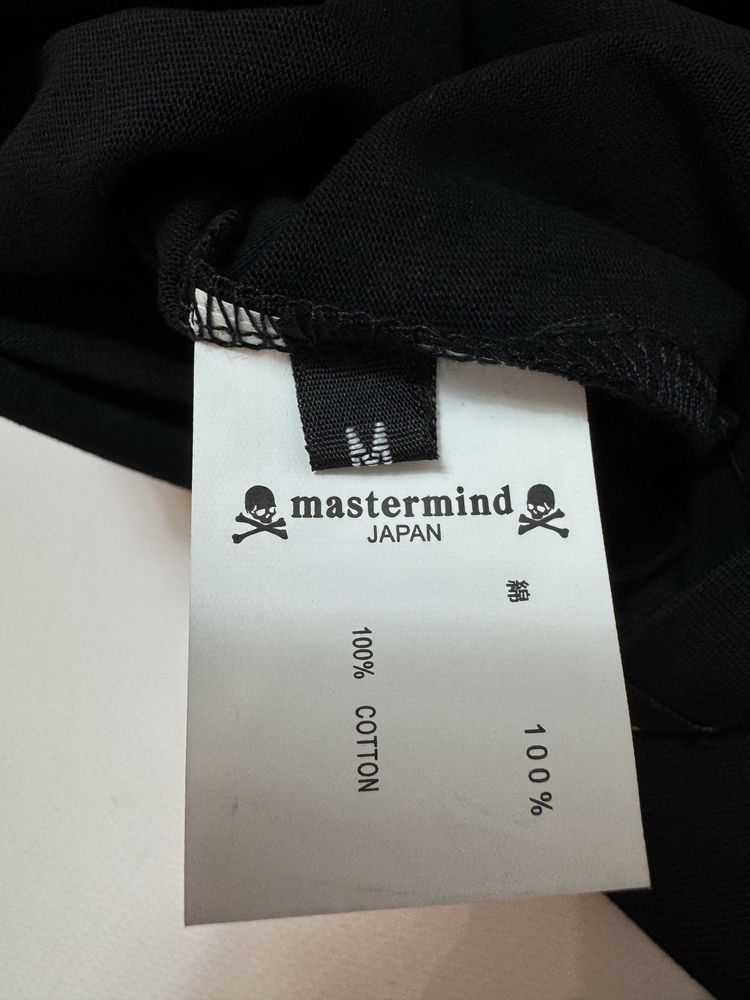 M
mastermind
JAPAN
綿 100%
100% COTTON